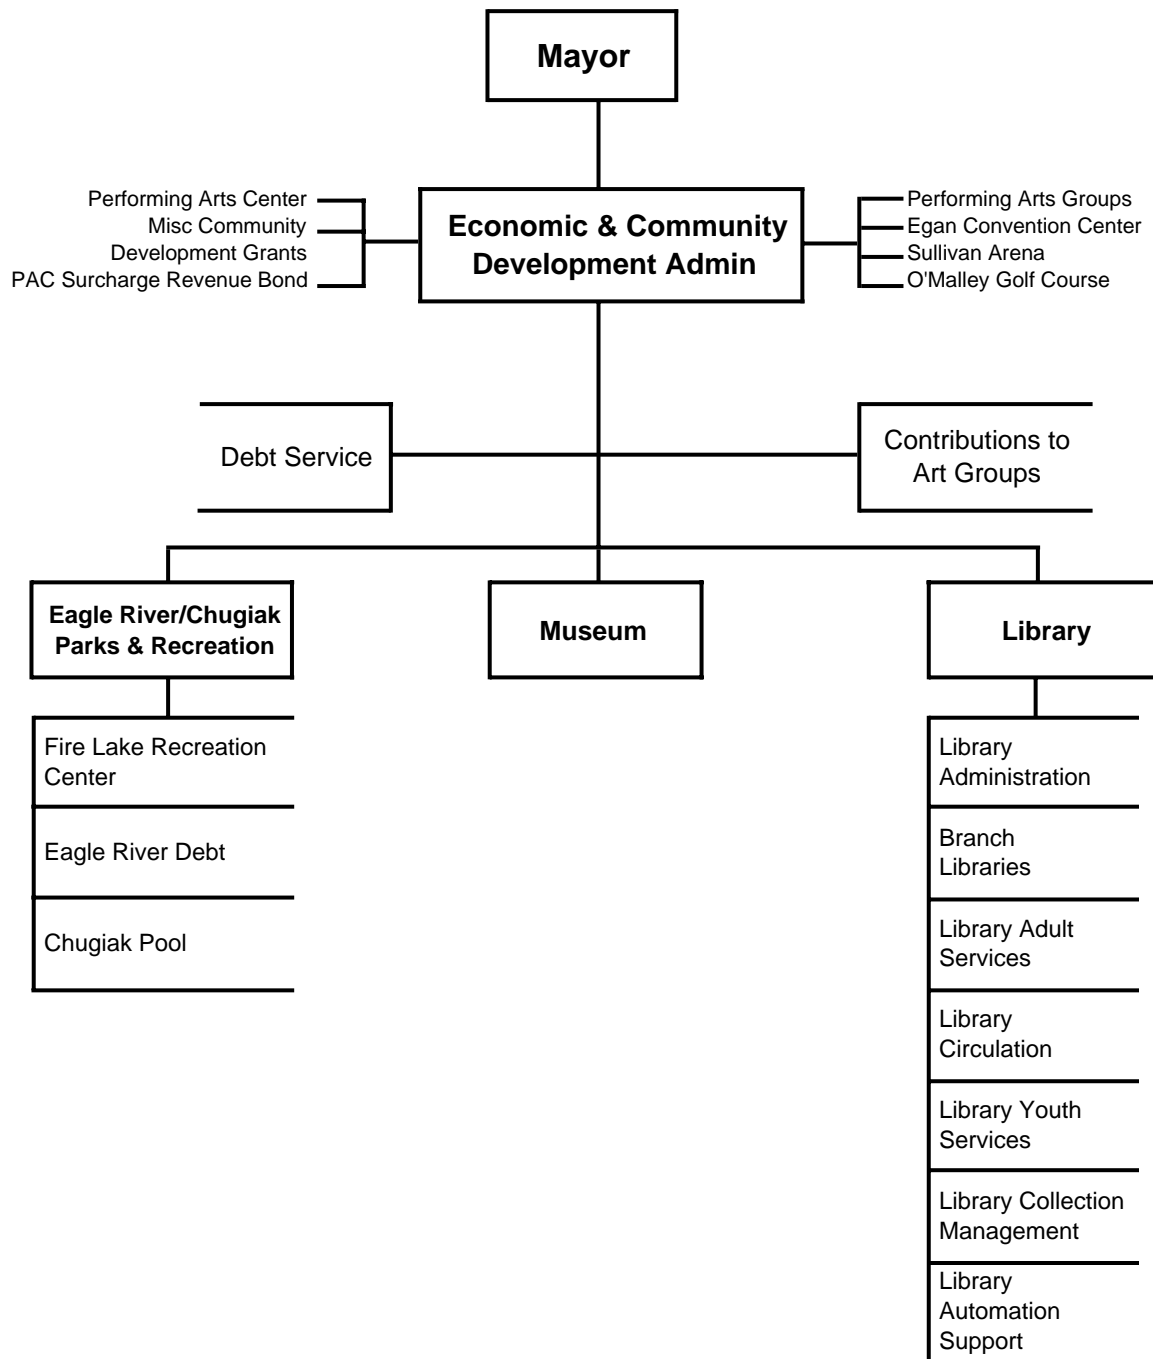 Mayor
Performing Arts Center
Misc Community
Development Grants
PAC Surcharge Revenue Bond
Economic & Community
Development Admin
Performing Arts Groups
Egan Convention Center
Sullivan Arena
O'Malley Golf Course
Debt Service
Contributions to
Art Groups
Eagle River/Chugiak
Parks & Recreation
Museum
Library
Fire Lake Recreation
Center
Eagle River Debt
Chugiak Pool
Library
Administration
Branch
Libraries
Library Adult
Services
Library
Circulation
Library Youth
Services
Library Collection
Management
Library
Automation
Support